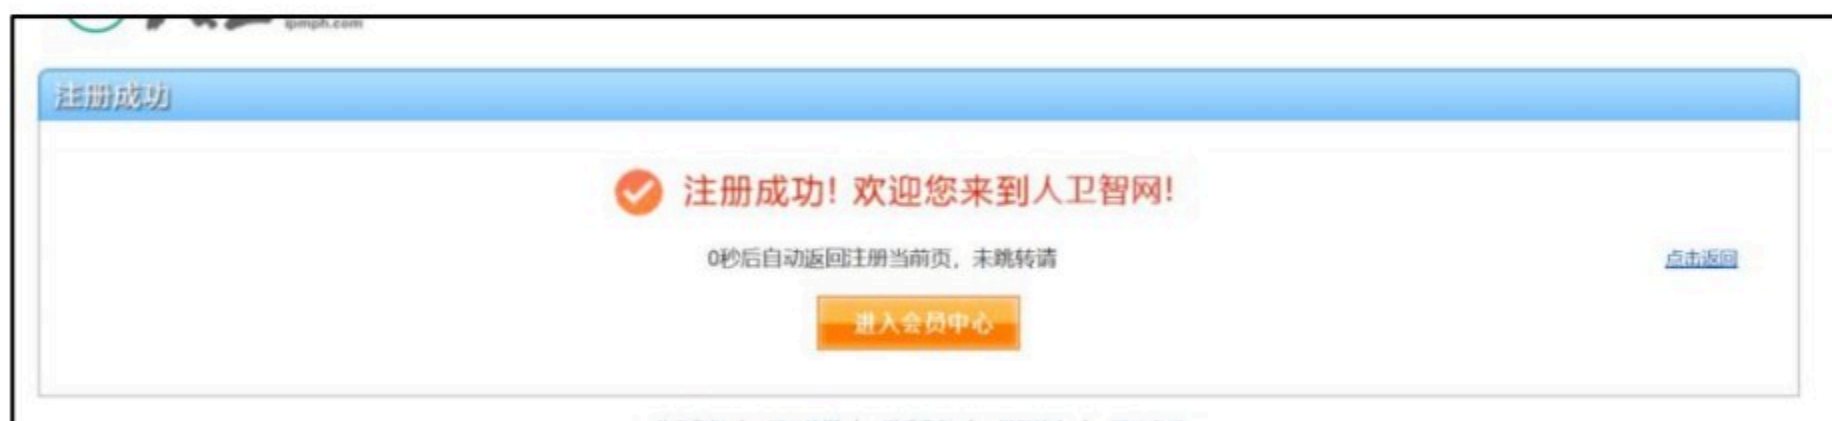 ipmph.com
注册成功
注册成功! 欢迎您来到人卫智网!
0秒后自动返回注册当前页，未跳转请
点击返回
进入会员中心